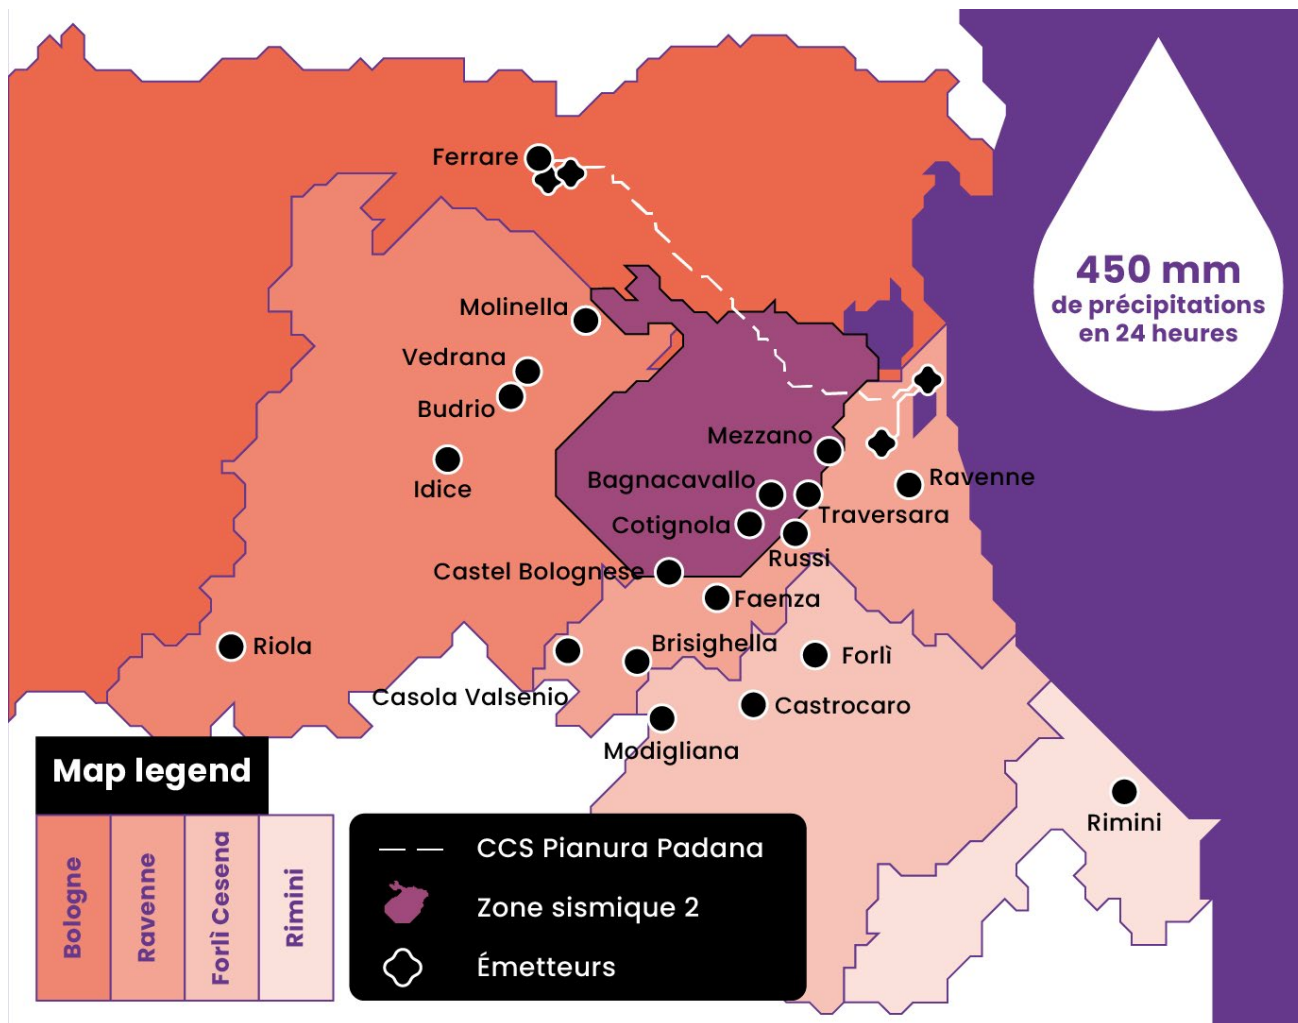 Ferrare
450 mm
de précipitations
en 24 heures
Molinella
Vedrana
Budrio
Mezzano
Bagnacavallo
Ravenne
Idice
Traversara
Cotignola
Russi
Castel Bolognese
Faenza
Riola
Brisighella
Forlì
Casola Valsenio
Castrocaro
Modigliana
Map legend
Rimini
Bologne
Ravenne
Forlì Cesena
Rimini
CCS Pianura Padana
Zone sismique 2
Émetteurs